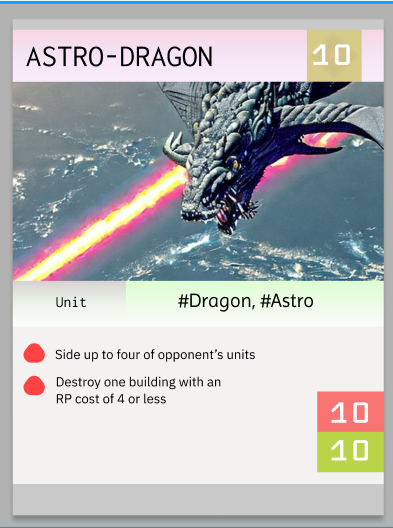 ASTRO-DRAGON 10
Unit #Dragon, #Astro
Side up to four of opponent's units
Destroy one building with an
RP cost of 4 or less
10
10